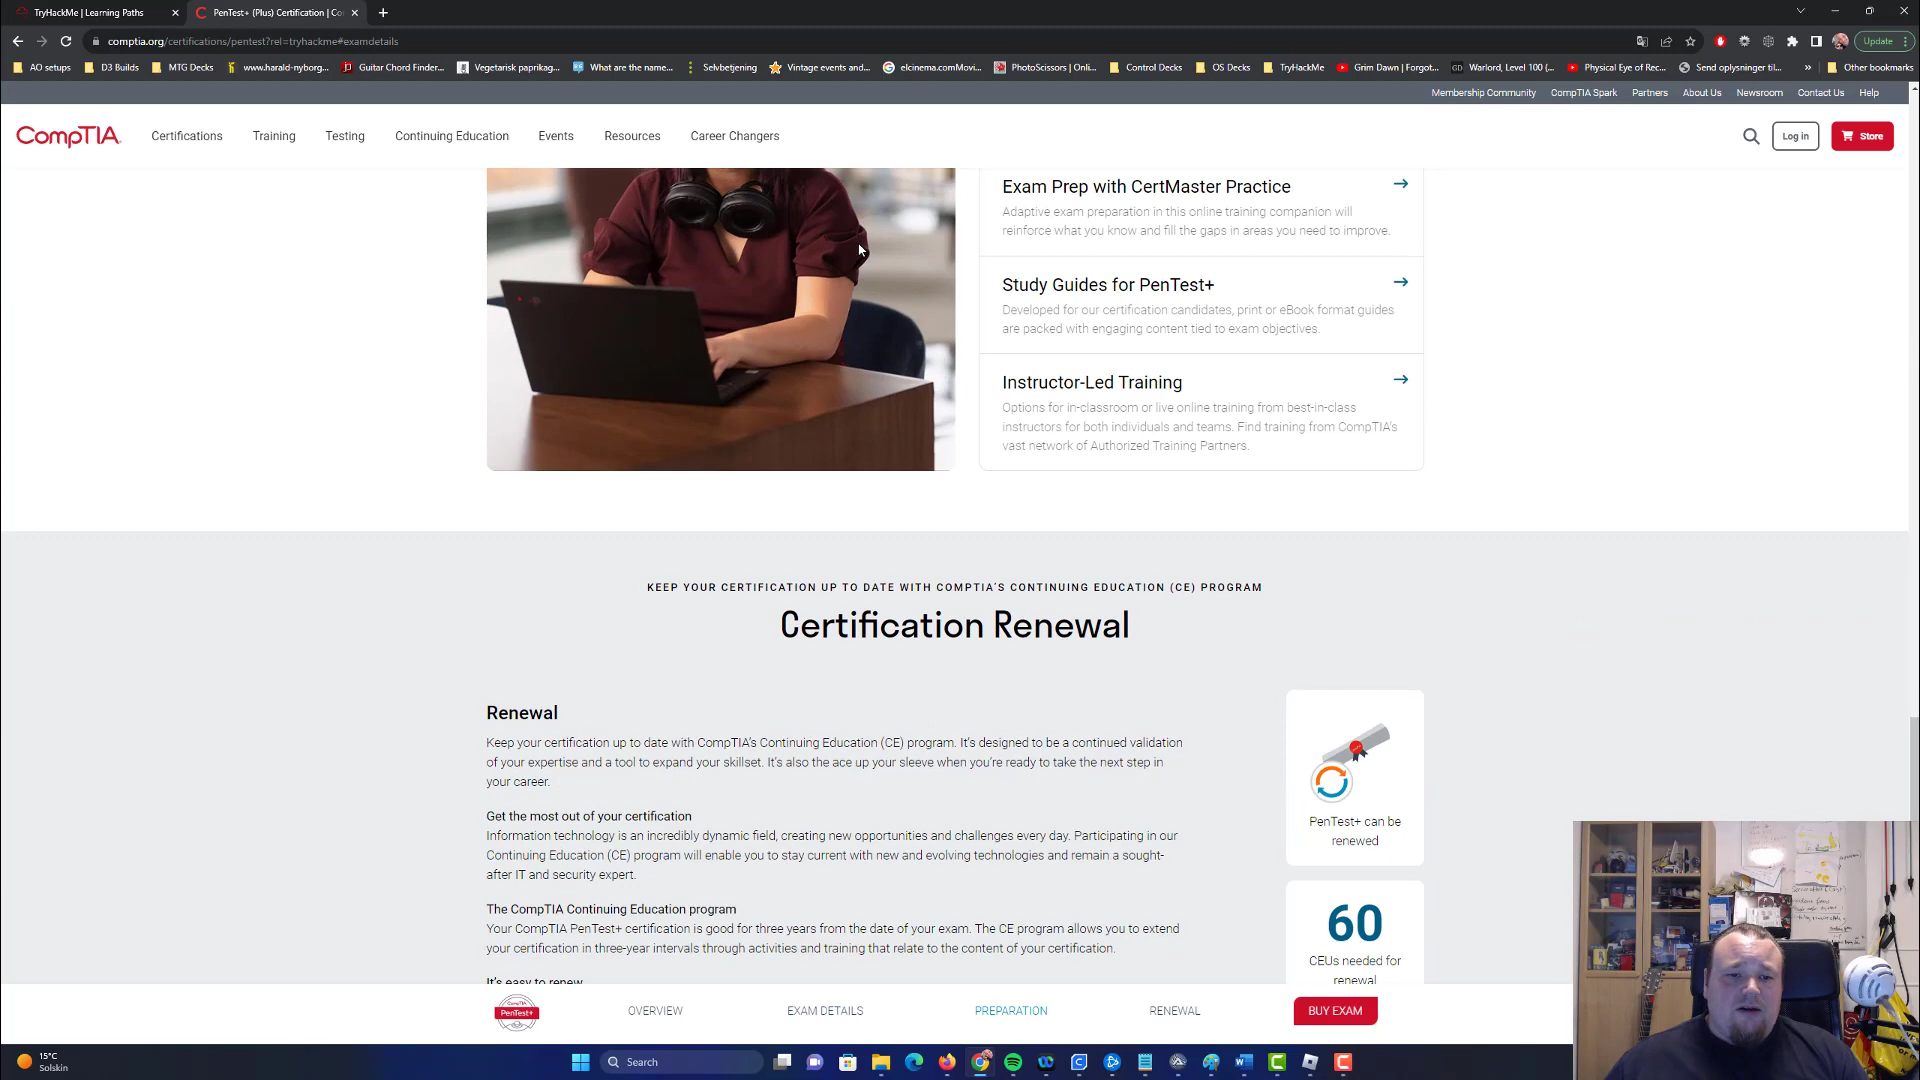 TryHackMe | Learning Paths
PenTest+ (Plus) Certification | Co
comptia.org/certifications/pentest?rel=tryhackme#examdetails
Update
AO setups
D3 Builds
MTG Decks
www.harald-nyborg...
Guitar Chord Finder...
Vegetarisk paprikag...
What are the name...
Selvbetjening
Vintage events and...
elcinema.comMovi...
PhotoScissors | Onli...
Control Decks
OS Decks
TryHackMe
Grim Dawn | Forgot...
Warlord, Level 100 (...
Physical Eye of Rec...
Send oplysninger til...
Other bookmarks
Membership Community
CompTIA Spark
Partners
About Us
Newsroom
Contact Us
Help
CompTIA
Certifications
Training
Testing
Continuing Education
Events
Resources
Career Changers
Log in
Store
Exam Prep with CertMaster Practice
Adaptive exam preparation in this online training companion will
reinforce what you know and fill the gaps in areas you need to improve.
Study Guides for PenTest+
Developed for our certification candidates, print or eBook format guides
are packed with engaging content tied to exam objectives.
Instructor-Led Training
Options for in-classroom or live online training from best-in-class
instructors for both individuals and teams. Find training from CompTIA's
vast network of Authorized Training Partners.
KEEP YOUR CERTIFICATION UP TO DATE WITH COMPTIA'S CONTINUING EDUCATION (CE) PROGRAM
Certification Renewal
Renewal
Keep your certification up to date with CompTIA's Continuing Education (CE) program. It's designed to be a continued validation
of your expertise and a tool to expand your skillset. It's also the ace up your sleeve when you're ready to take the next step in
your career.
Get the most out of your certification
Information technology is an incredibly dynamic field, creating new opportunities and challenges every day. Participating in our
Continuing Education (CE) program will enable you to stay current with new and evolving technologies and remain a sought-
after IT and security expert.
The CompTIA Continuing Education program
Your CompTIA PenTest+ certification is good for three years from the date of your exam. The CE program allows you to extend
your certification in three-year intervals through activities and training that relate to the content of your certification.
It's easy to renew
PenTest+ can be
renewed
60
CEUs needed for
renewal
CompTIA
PenTest+
OVERVIEW
EXAM DETAILS
PREPARATION
RENEWAL
BUY EXAM
15°C
Solskin
Search